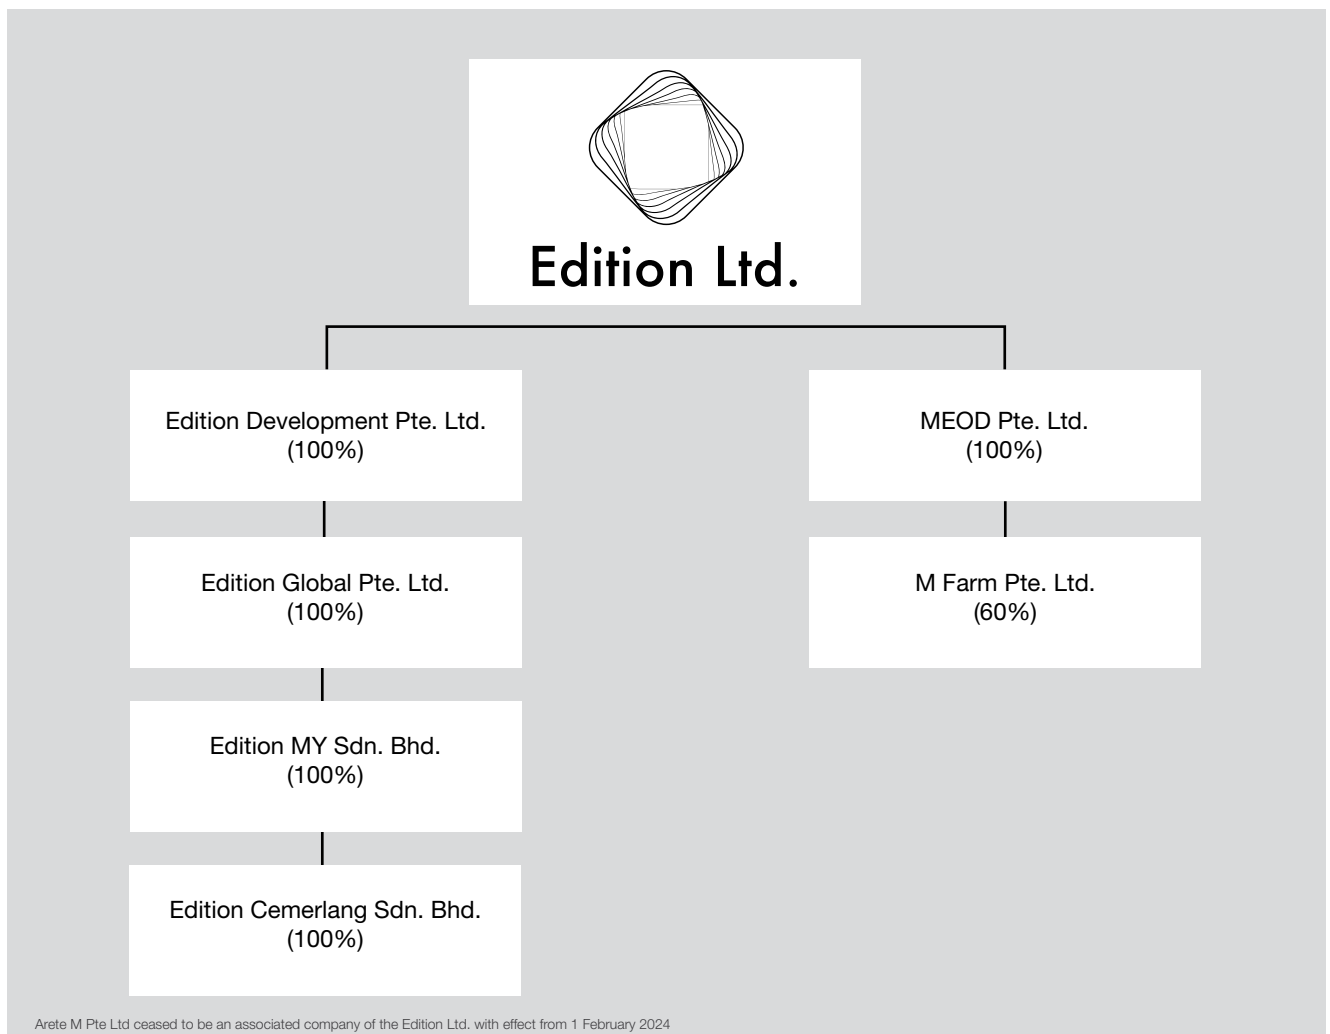 Edition Ltd.
Edition Development Pte. Ltd.
(100%)
MEOD Pte. Ltd.
(100%)
Edition Global Pte. Ltd.
(100%)
M Farm Pte. Ltd.
(60%)
Edition MY Sdn. Bhd.
(100%)
Edition Cemerlang Sdn. Bhd.
(100%)
Arete M Pte Ltd ceased to be an associated company of the Edition Ltd. with effect from 1 February 2024